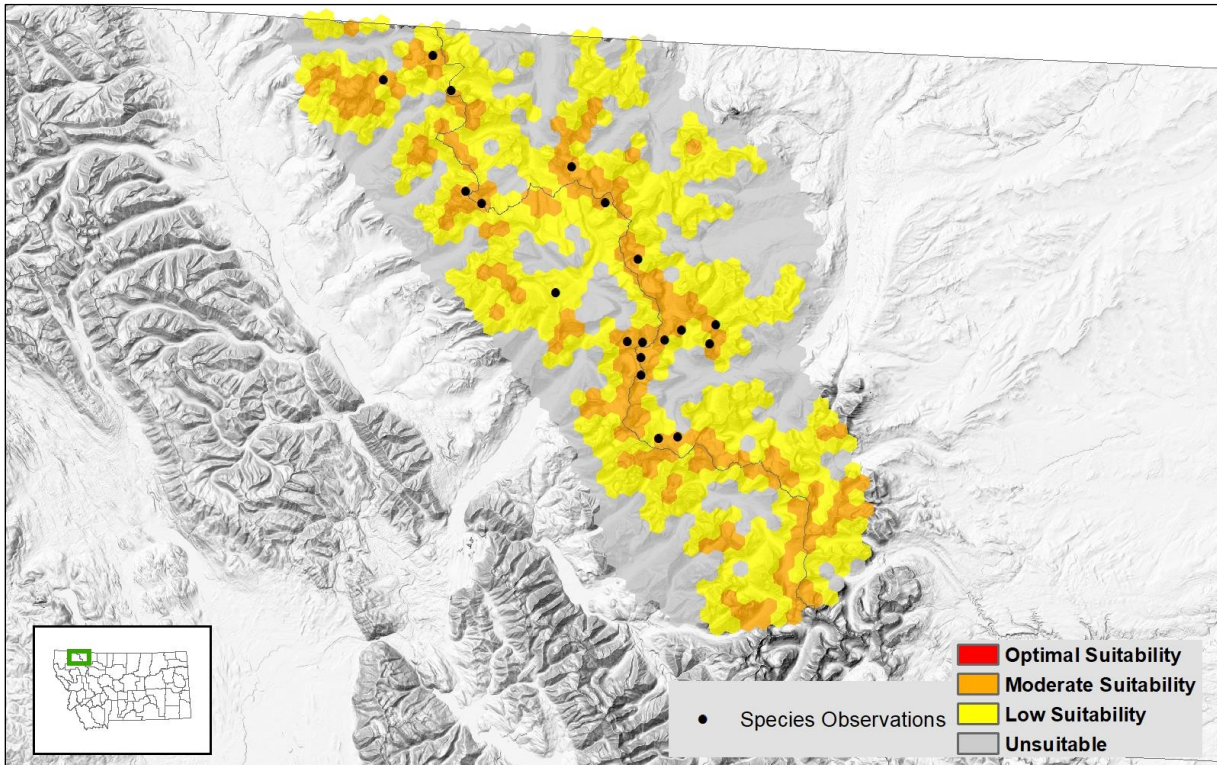 Species Observations
Optimal Suitability
Moderate Suitability
Low Suitability
Unsuitable